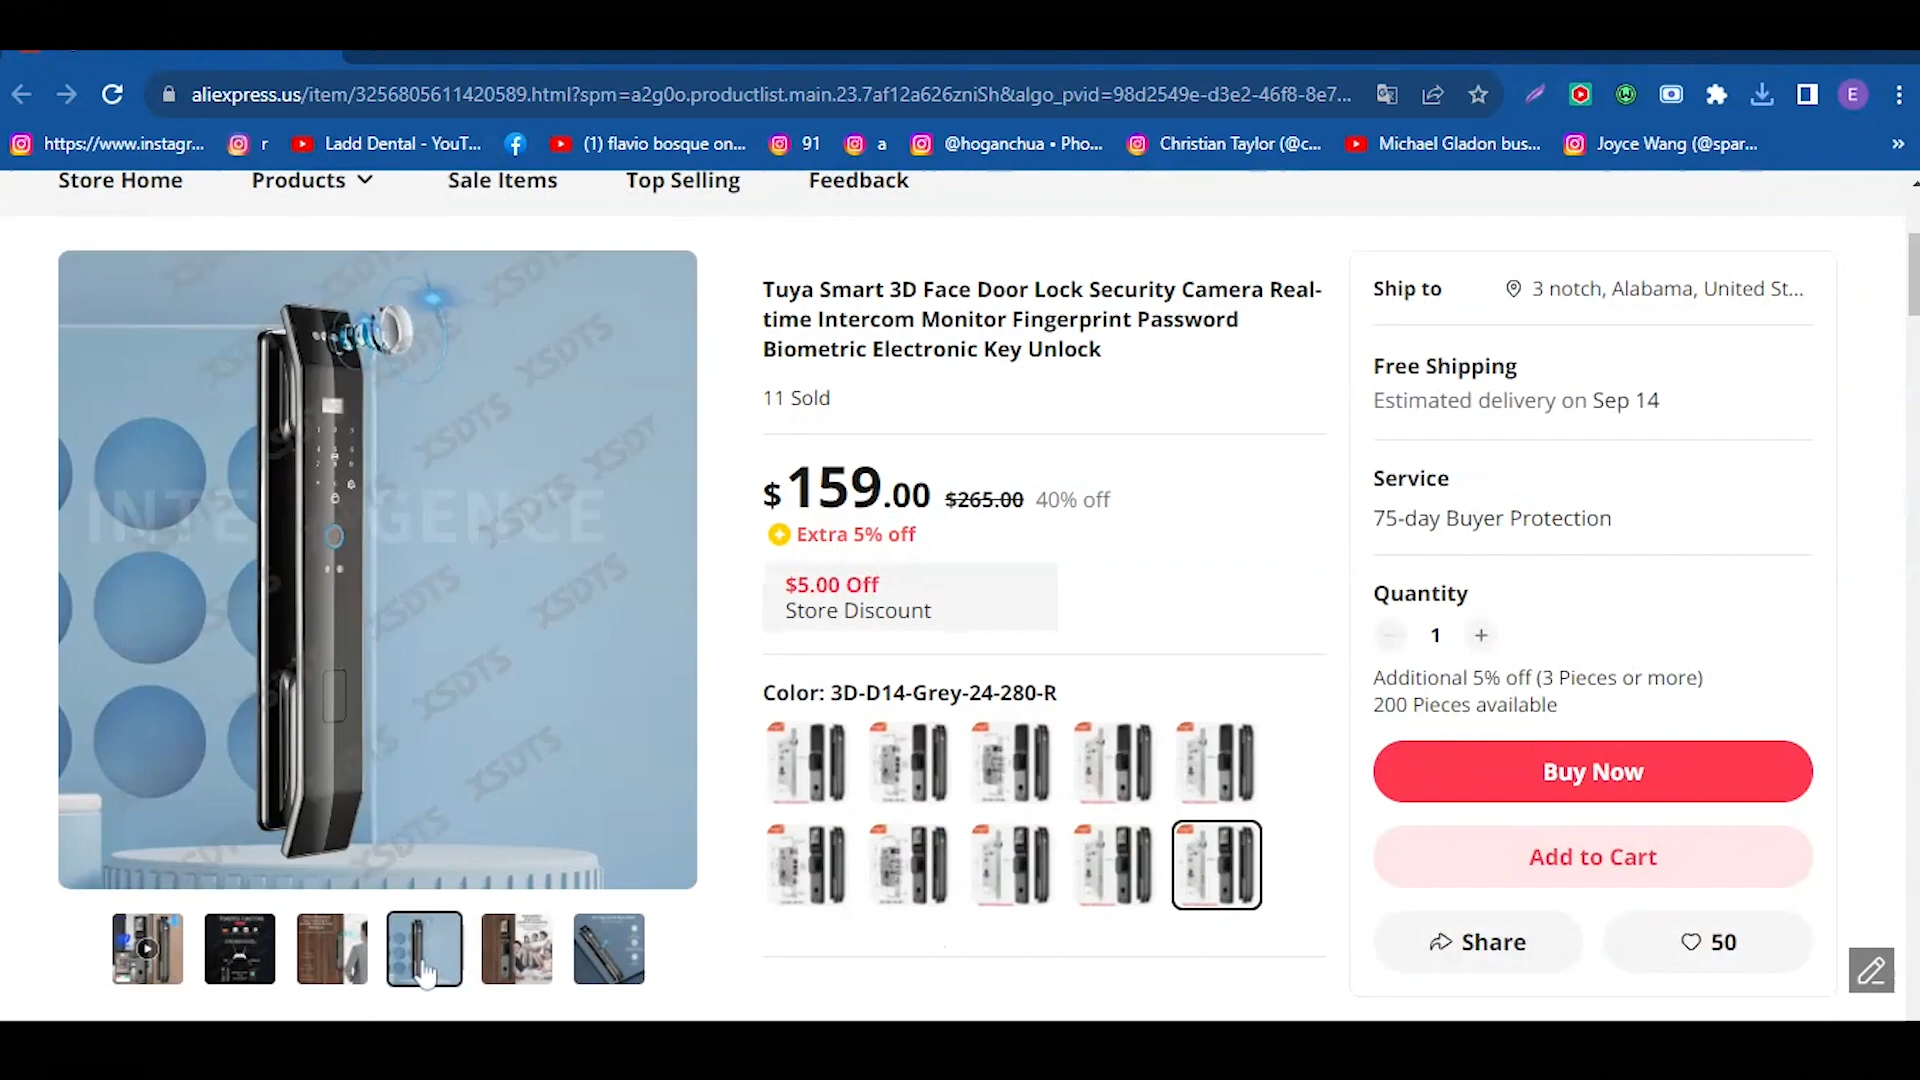 aliexpress.us/item/3256805611420589.html?spm=a2g0o.productlist.main.23.7af12a626zniSh&algo_pvid=98d2549e-d3e2-46f8-8e7...
E
https://www.instagr...
r
Ladd Dental - YouT...
(1) flavio bosque on...
91
a
@hoganchua • Pho...
Christian Taylor (@c...
Michael Gladon bus...
Joyce Wang (@spar...
»
Store Home
Products
Sale Items
Top Selling
Feedback
XSDTS
INTELLIGENCE
Tuya Smart 3D Face Door Lock Security Camera Real-
time Intercom Monitor Fingerprint Password
Biometric Electronic Key Unlock
11 Sold
$159.00 $265.00 40% off
Extra 5% off
$5.00 Off
Store Discount
Color: 3D-D14-Grey-24-280-R
Ship to
3 notch, Alabama, United St...
Free Shipping
Estimated delivery on Sep 14
Service
75-day Buyer Protection
Quantity
1
Additional 5% off (3 Pieces or more)
200 Pieces available
Buy Now
Add to Cart
Share
50